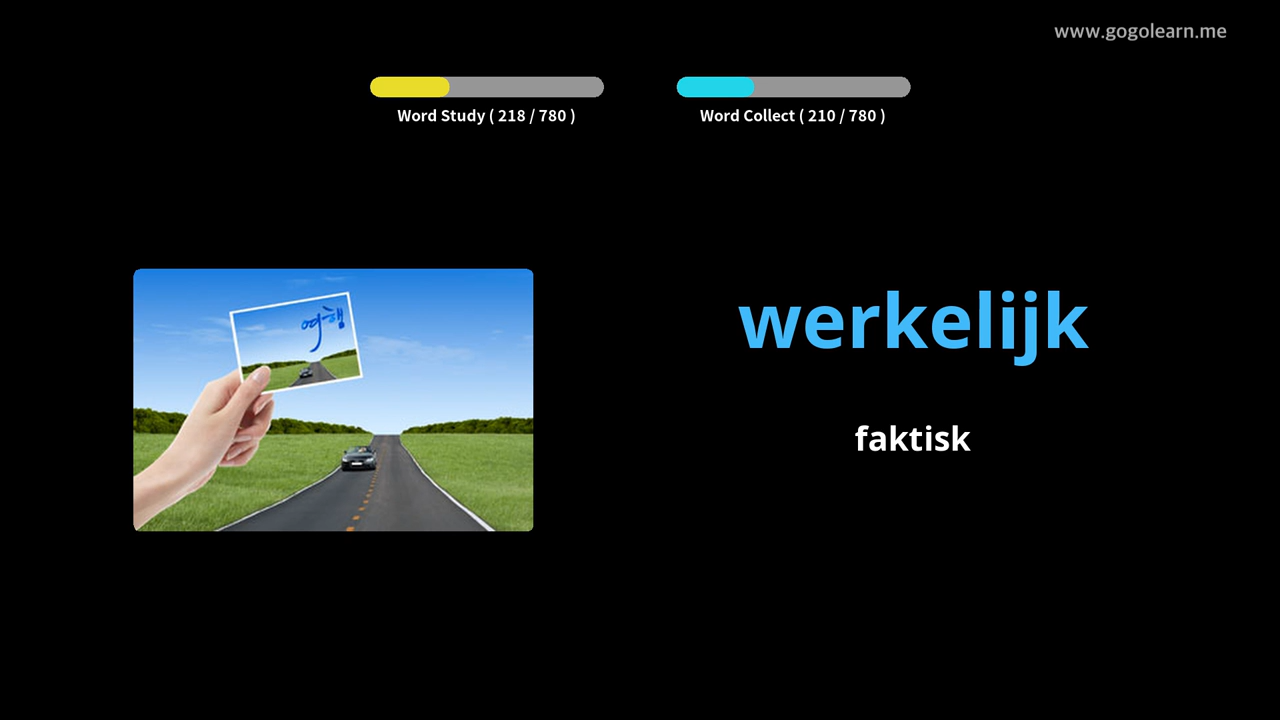 www.gogolearn.me
Word Study ( 218 / 780 )
Word Collect ( 210 / 780 )
여행
werkelijk
faktisk